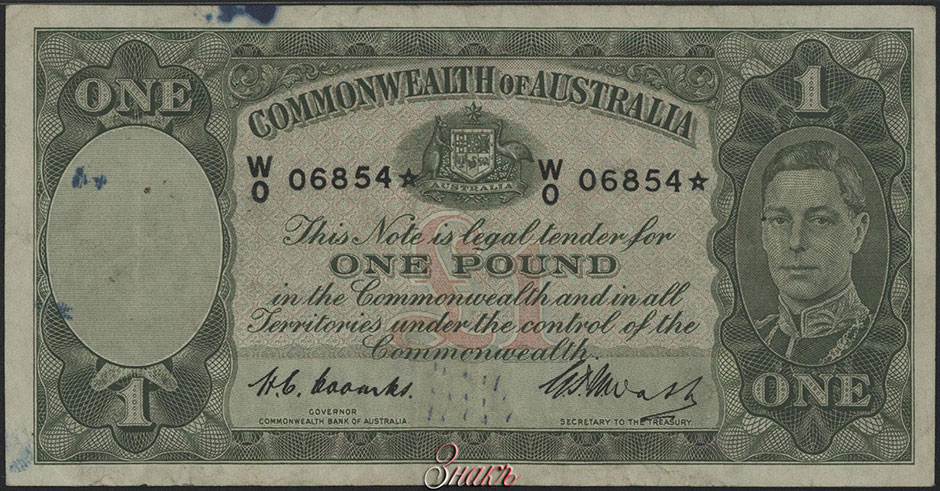 ONE
1
COMMONWEALTH OF AUSTRALIA
W/0 06854☆
W/0 06854☆
AUSTRALIA
This Note is legal tender for
ONE POUND
£1
in the Commonwealth and in all
Territories under the control of the
Commonwealth.
GOVERNOR
COMMONWEALTH BANK OF AUSTRALIA.
SECRETARY TO THE TREASURY
1
ONE
Знакъ